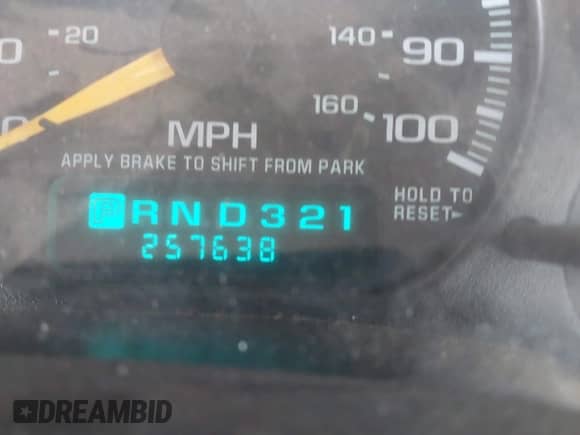 20
140
90
160
100
MPH
APPLY BRAKE TO SHIFT FROM PARK
HOLD TO
RESET
P R N D 3 2 1
257638
DREAMBID